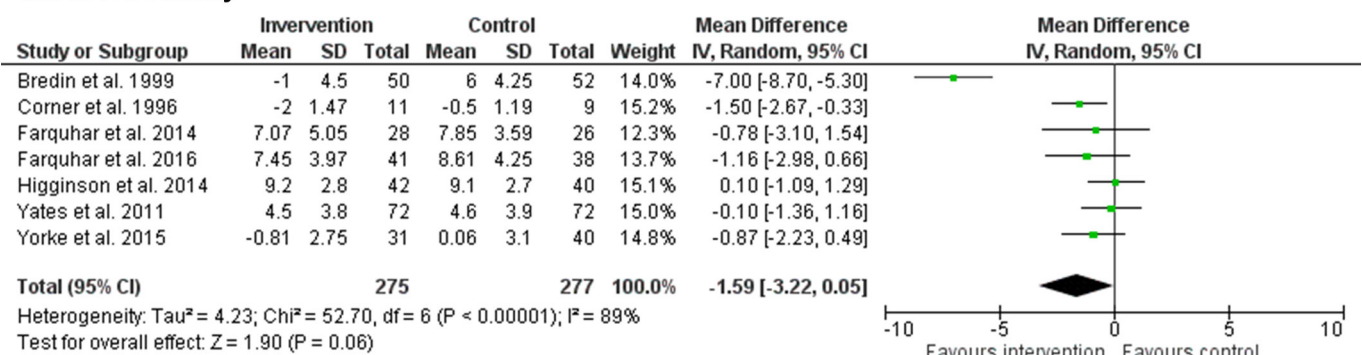 Invervention Control Mean Difference Mean Difference
Study or Subgroup Mean SD Total Mean SD Total Weight IV, Random, 95% CI IV, Random, 95% CI
Bredin et al. 1999 -1 4.5 50 6 4.25 52 14.0% -7.00 [-8.70, -5.30]
Corner et al. 1996 -2 1.47 11 -0.5 1.19 9 15.2% -1.50 [-2.67, -0.33]
Farquhar et al. 2014 7.07 5.05 28 7.85 3.59 26 12.3% -0.78 [-3.10, 1.54]
Farquhar et al. 2016 7.45 3.97 41 8.61 4.25 38 13.7% -1.16 [-2.98, 0.66]
Higginson et al. 2014 9.2 2.8 42 9.1 2.7 40 15.1% 0.10 [-1.09, 1.29]
Yates et al. 2011 4.5 3.8 72 4.6 3.9 72 15.0% -0.10 [-1.36, 1.16]
Yorke et al. 2015 -0.81 2.75 31 0.06 3.1 40 14.8% -0.87 [-2.23, 0.49]
Total (95% CI) 275 277 100.0% -1.59 [-3.22, 0.05]
Heterogeneity: Tau² = 4.23; Chi² = 52.70, df = 6 (P < 0.00001); I² = 89%
Test for overall effect: Z = 1.90 (P = 0.06)
-10 -5 0 5 10
Favours intervention Favours control